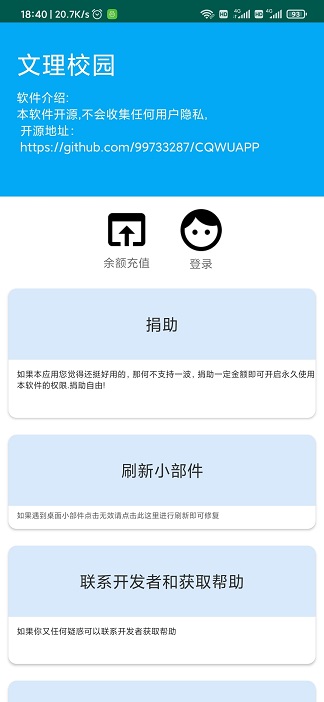 18:40 | 20.7K/s
HD 4G HD 4G 93
文理校园
软件介绍:
本软件开源,不会收集任何用户隐私,
开源地址:
https://github.com/99733287/CQWUAPP
余额充值
登录
捐助
如果本应用您觉得还挺好用的，那何不支持一波，捐助一定金额即可开启永久使用
本软件的权限.捐助自由!
刷新小部件
如果遇到桌面小部件点击无效请点击此这里进行刷新即可修复
联系开发者和获取帮助
如果你又任何疑惑可以联系开发者获取帮助